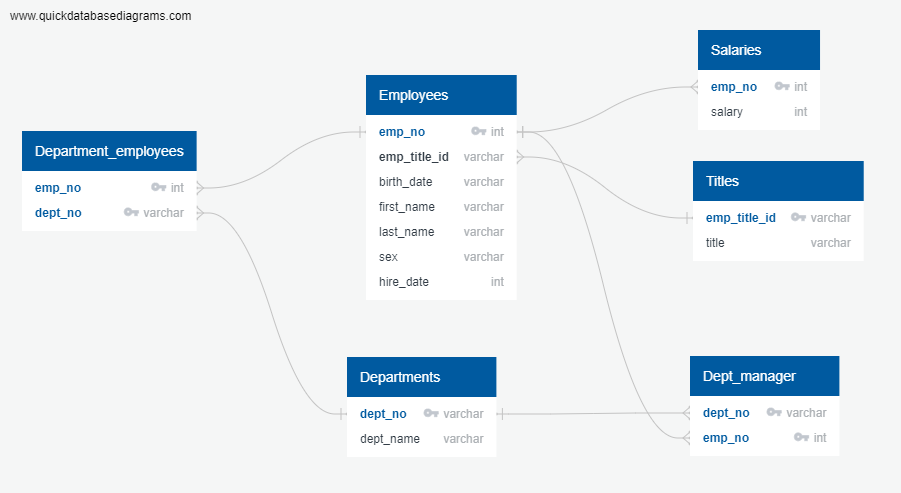 www.quickdatabasediagrams.com
Department_employees
emp_no int
dept_no varchar
Employees
emp_no int
emp_title_id varchar
birth_date varchar
first_name varchar
last_name varchar
sex varchar
hire_date int
Salaries
emp_no int
salary int
Titles
emp_title_id varchar
title varchar
Departments
dept_no varchar
dept_name varchar
Dept_manager
dept_no varchar
emp_no int